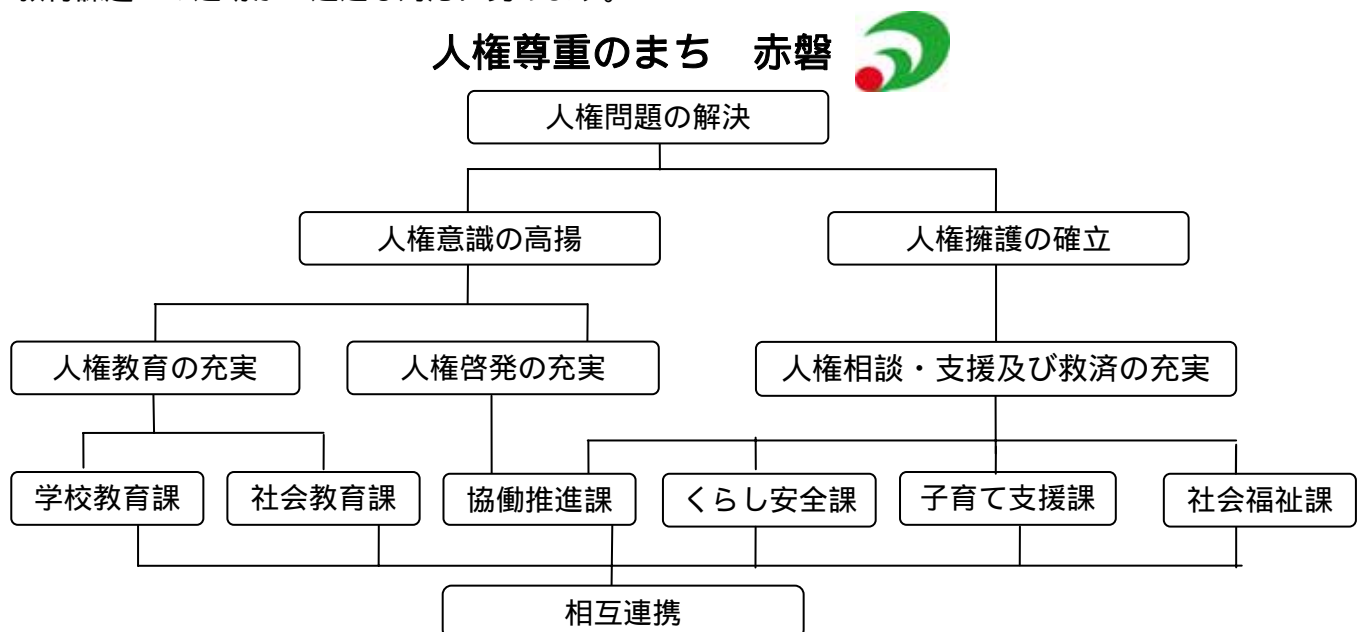 人権尊重のまち 赤磐
人権問題の解決
人権意識の高揚
人権擁護の確立
人権教育の充実
人権啓発の充実
人権相談・支援及び救済の充実
学校教育課
社会教育課
協働推進課
くらし安全課
子育て支援課
社会福祉課
相互連携